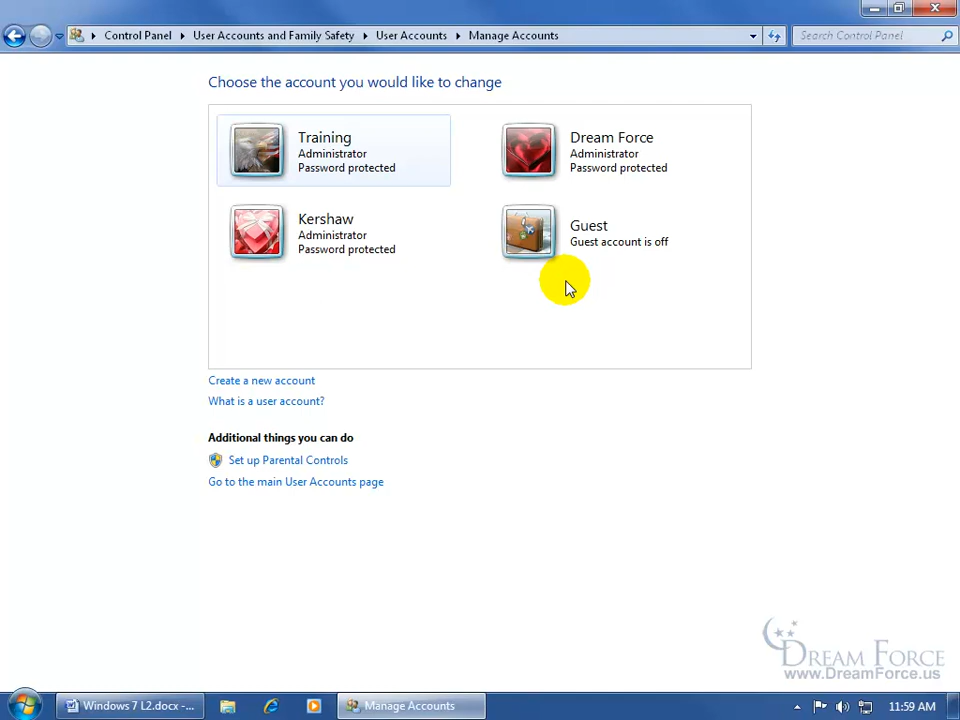 Control Panel User Accounts and Family Safety User Accounts Manage Accounts Search Control Panel
Choose the account you would like to change
Training
Administrator
Password protected
Dream Force
Administrator
Password protected
Kershaw
Administrator
Password protected
Guest
Guest account is off
Create a new account
What is a user account?
Additional things you can do
Set up Parental Controls
Go to the main User Accounts page
DREAM FORCE
www.DreamForce.us
Windows 7 L2.docx -... Manage Accounts 11:59 AM